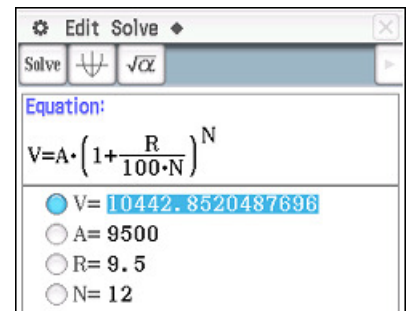 Edit Solve
Solve √α
Equation:
V=A·(1+R/(100·N))^N
V= 10442.8520487696
A= 9500
R= 9.5
N= 12